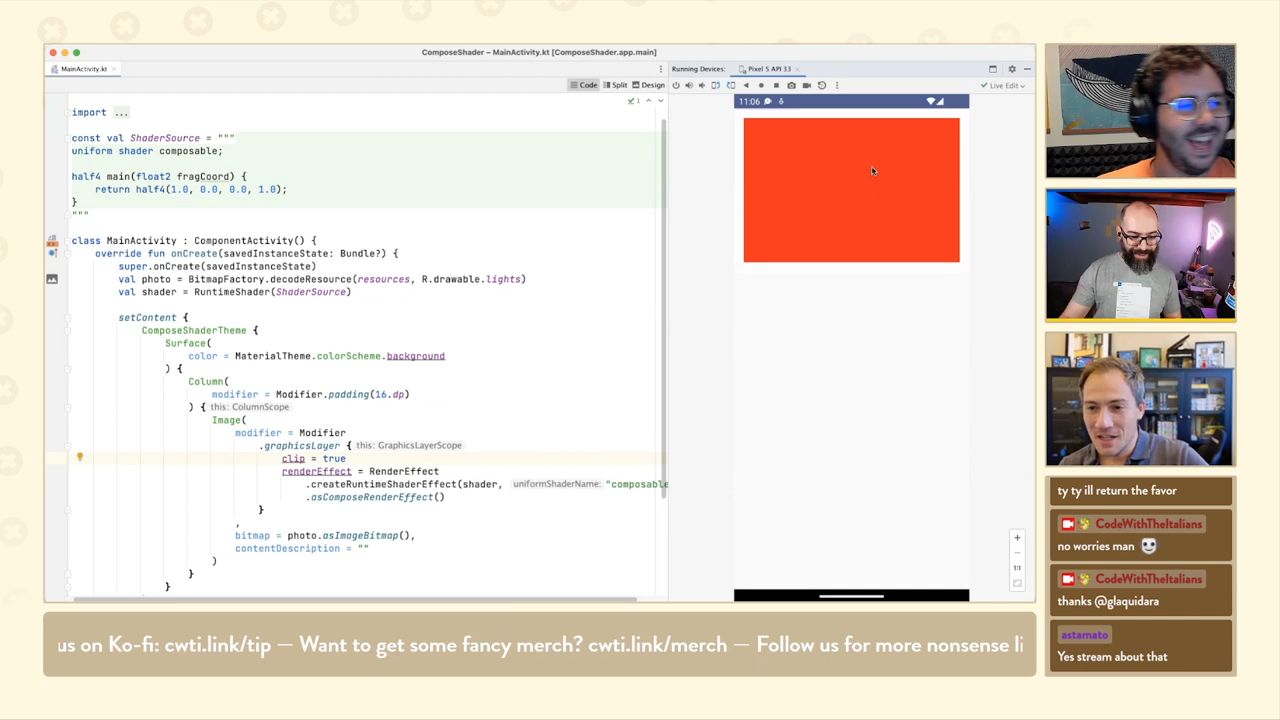 ComposeShader – MainActivity.kt [ComposeShader.app.main]
MainActivity.kt
Code Split Design
import ...
const val ShaderSource = """
uniform shader composable;
half4 main(float2 fragCoord) {
return half4(1.0, 0.0, 0.0, 1.0);
}
"""
class MainActivity : ComponentActivity() {
override fun onCreate(savedInstanceState: Bundle?) {
super.onCreate(savedInstanceState)
val photo = BitmapFactory.decodeResource(resources, R.drawable.lights)
val shader = RuntimeShader(ShaderSource)
setContent {
ComposeShaderTheme {
Surface(
color = MaterialTheme.colorScheme.background
) {
Column(
modifier = Modifier.padding(16.dp)
) { this: ColumnScope
Image(
modifier = Modifier
.graphicsLayer { this: GraphicsLayerScope
clip = true
renderEffect = RenderEffect
.createRuntimeShaderEffect(shader, uniformShaderName: "composable
.asComposeRenderEffect()
}
,
bitmap = photo.asImageBitmap(),
contentDescription = ""
)
}
}
1
Running Devices: Pixel 5 API 33
Live Edit
11:06
1:1
ty ty ill return the favor
CodeWithTheItalians
no worries man
CodeWithTheItalians
thanks @glaquidara
astamato
Yes stream about that
us on Ko-fi: cwti.link/tip — Want to get some fancy merch? cwti.link/merch — Follow us for more nonsense li